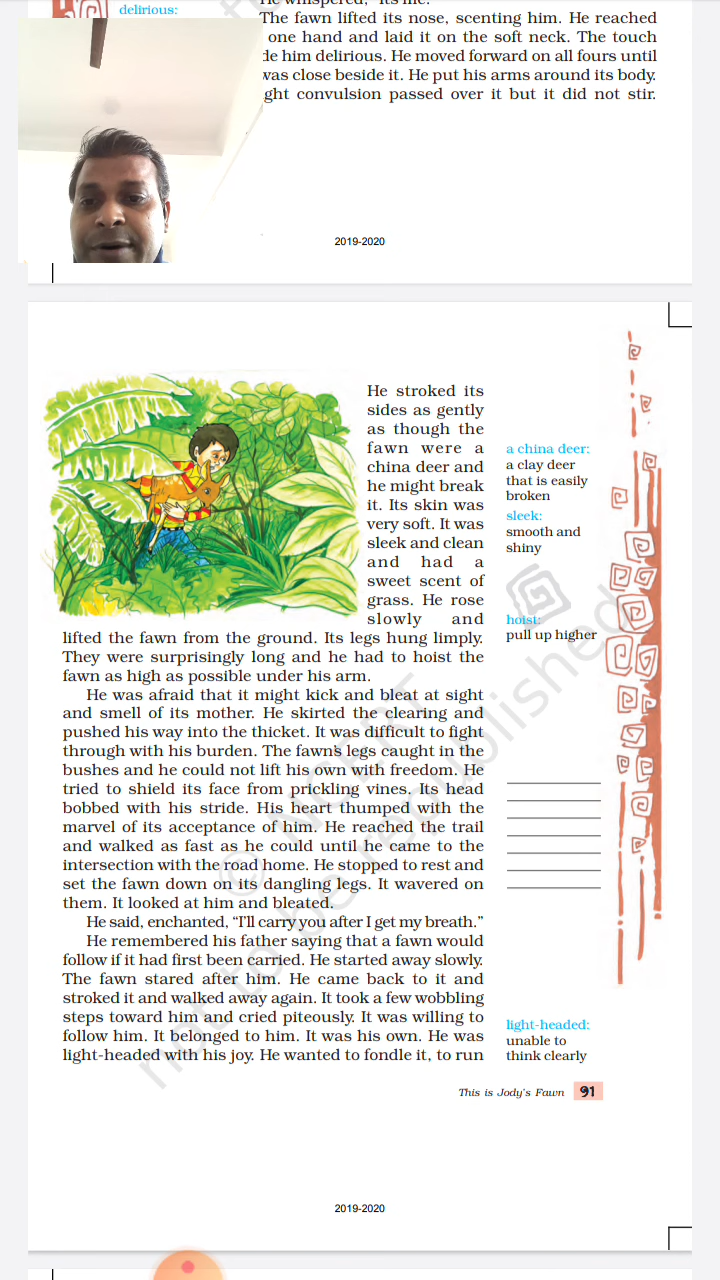 delirious:
He whispered, "It's me."
The fawn lifted its nose, scenting him. He reached
one hand and laid it on the soft neck. The touch
de him delirious. He moved forward on all fours until
was close beside it. He put his arms around its body.
ght convulsion passed over it but it did not stir.
2019-2020
He stroked its
sides as gently
as though the
fawn were a
china deer and
he might break
it. Its skin was
very soft. It was
sleek and clean
and had a
sweet scent of
grass. He rose
slowly and
lifted the fawn from the ground. Its legs hung limply.
They were surprisingly long and he had to hoist the
fawn as high as possible under his arm.
He was afraid that it might kick and bleat at sight
and smell of its mother. He skirted the clearing and
pushed his way into the thicket. It was difficult to fight
through with his burden. The fawn's legs caught in the
bushes and he could not lift his own with freedom. He
tried to shield its face from prickling vines. Its head
bobbed with his stride. His heart thumped with the
marvel of its acceptance of him. He reached the trail
and walked as fast as he could until he came to the
intersection with the road home. He stopped to rest and
set the fawn down on its dangling legs. It wavered on
them. It looked at him and bleated.
He said, enchanted, “I'll carry you after I get my breath.”
He remembered his father saying that a fawn would
follow if it had first been carried. He started away slowly.
The fawn stared after him. He came back to it and
stroked it and walked away again. It took a few wobbling
steps toward him and cried piteously. It was willing to
follow him. It belonged to him. It was his own. He was
light-headed with his joy. He wanted to fondle it, to run
a china deer:
a clay deer
that is easily
broken
sleek:
smooth and
shiny
hoist:
pull up higher
light-headed:
unable to
think clearly
© NCERT
not to be republished
This is Jody's Fawn 91
2019-2020